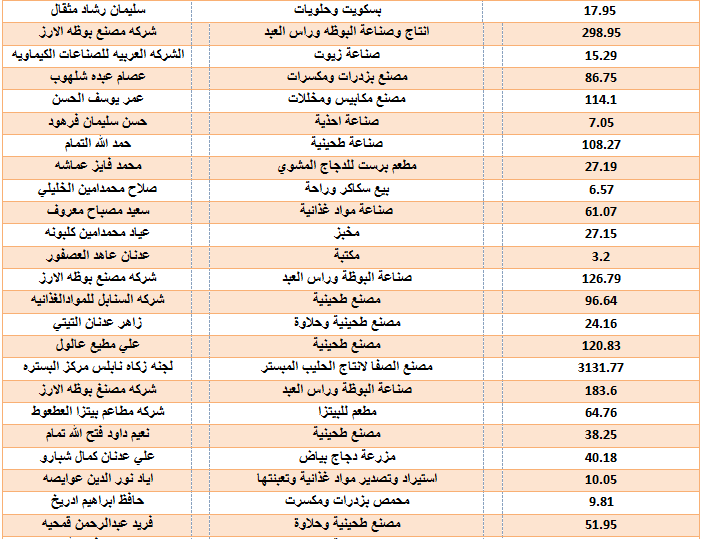 17.95 بسكويت وحلويات سليمان رشاد مثقال
298.95 انتاج وصناعة البوظه وراس العبد شركه مصنع بوظه الارز
15.29 صناعة زيوت الشركه العربيه للصناعات الكيماويه
86.75 مصنع بزدرات ومكسرات عصام عبده شلهوب
114.1 مصنع مكابيس ومخللات عمر يوسف الحسن
7.05 صناعة احذية حسن سليمان فرهود
108.27 صناعة طحينية حمد الله التمام
27.19 مطعم برست للدجاج المشوي محمد فايز عماشه
6.57 بيع سكاكر وراحة صلاح محمدامين الخليلي
61.07 صناعة مواد غذائية سعيد مصباح معروف
27.15 مخبز عياد محمدامين كلبونه
3.2 مكتبة عدنان عاهد العصفور
126.79 صناعة البوظة وراس العبد شركه مصنع بوظه الارز
96.64 مصنع طحينية شركه السنابل للموادالغذائيه
24.16 مصنع طحينية وحلاوة زاهر عدنان التيتي
120.83 مصنع طحينية علي مطيع عالول
3131.77 مصنع الصفا لانتاج الحليب المبستر لجنه زكاه نابلس مركز البستره
183.6 صناعة البوظة وراس العبد شركه مصنغ بوظه الارز
64.76 مطعم للبيتزا شركه مطاعم بيتزا العطعوط
38.25 مصنع طحينية نعيم داود فتح الله تمام
40.18 مزرعة دجاج بياض علي عدنان كمال شبارو
10.05 استيراد وتصدير مواد غذائية وتعبنتها اياد نور الدين عوايصه
9.81 محمص بزدرات ومكسرت حافظ ابراهيم ادريخ
51.95 مصنع طحينية وحلاوة فريد عبدالرحمن قمحيه